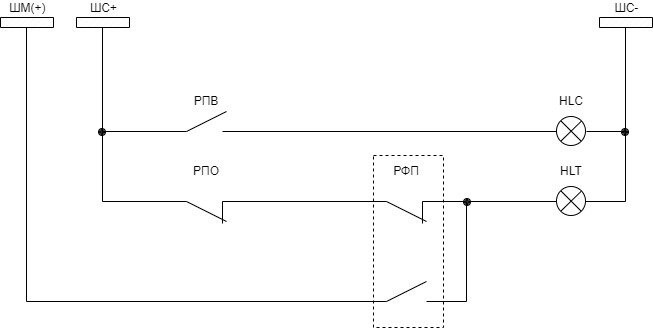 ШМ(+)
ШС+
ШС-
РПВ
HLC
РПО
РФП
HLT